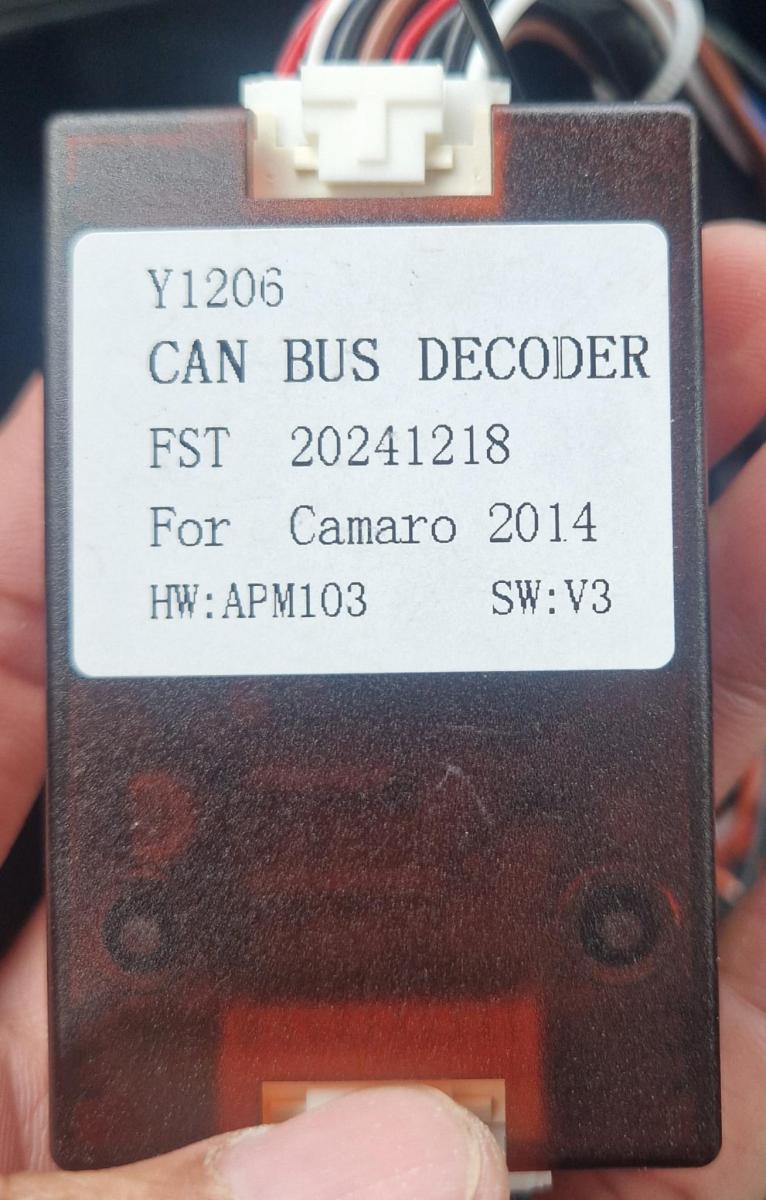 Y1206
CAN BUS DECODER
FST 20241218
For Camaro 2014
HW:APM103 SW:V3